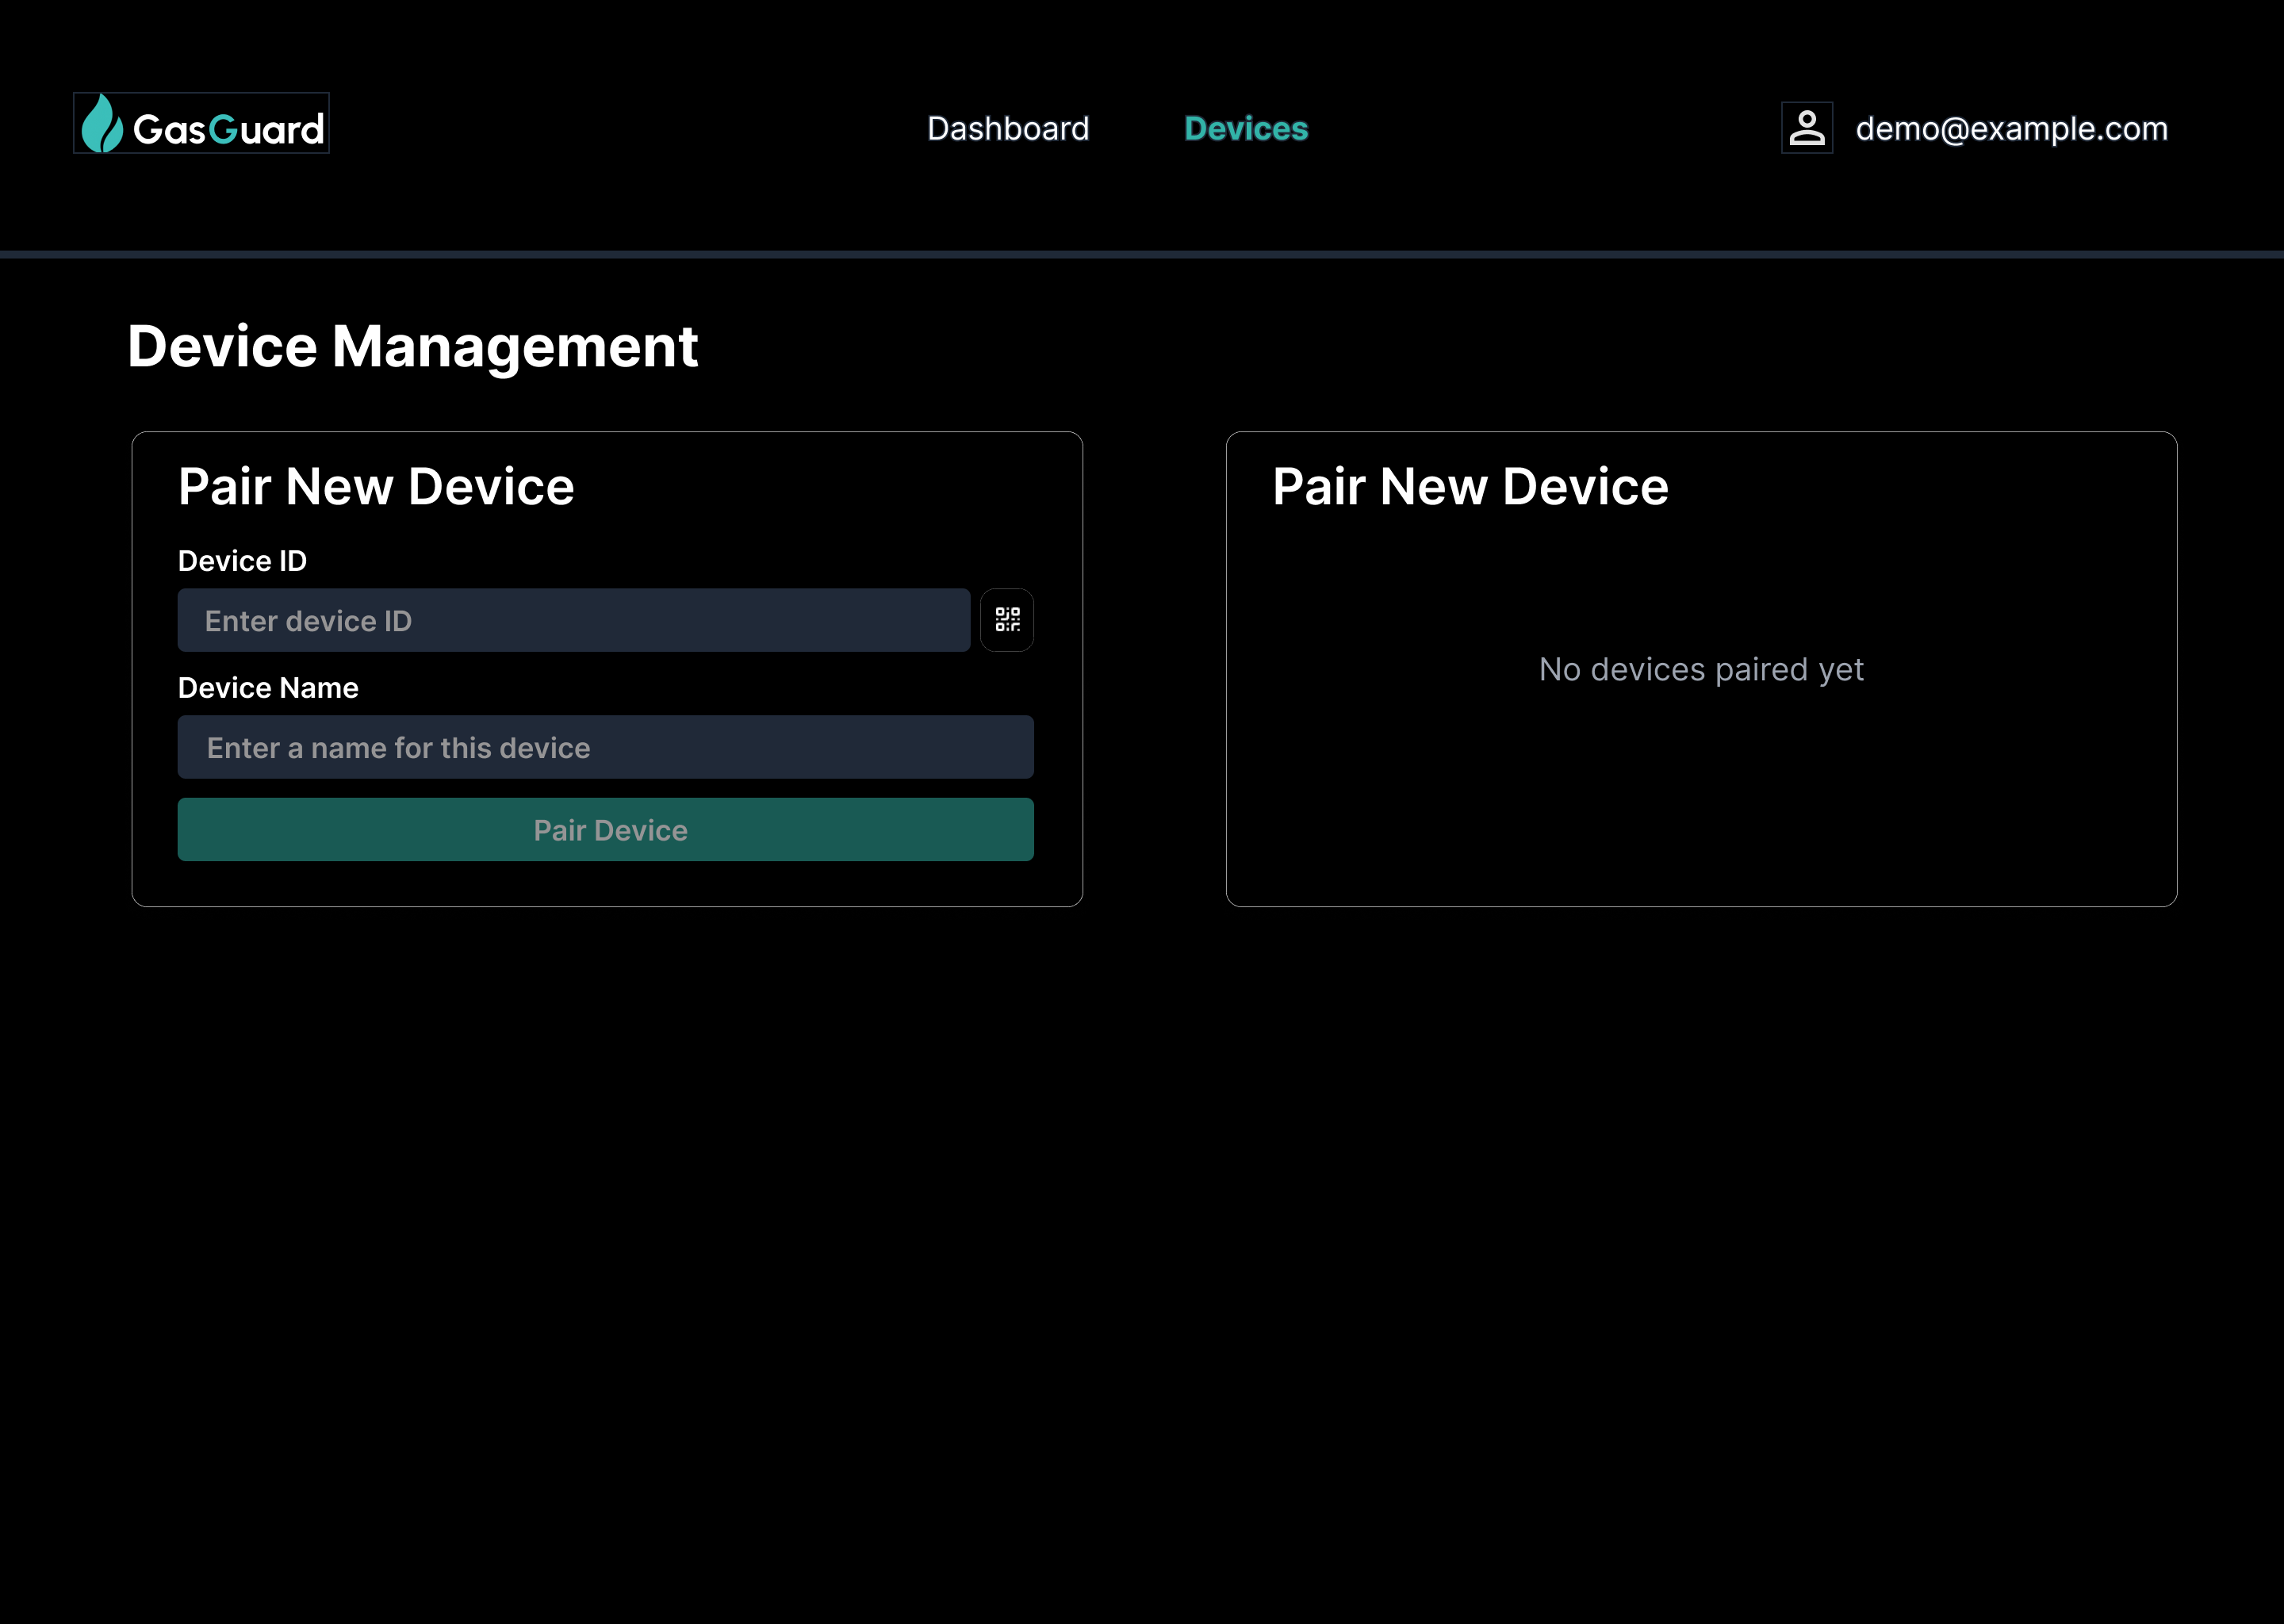 GasGuard
Dashboard
Devices
demo@example.com
Device Management
Pair New Device
Device ID
Enter device ID
Device Name
Enter a name for this device
Pair Device
Pair New Device
No devices paired yet